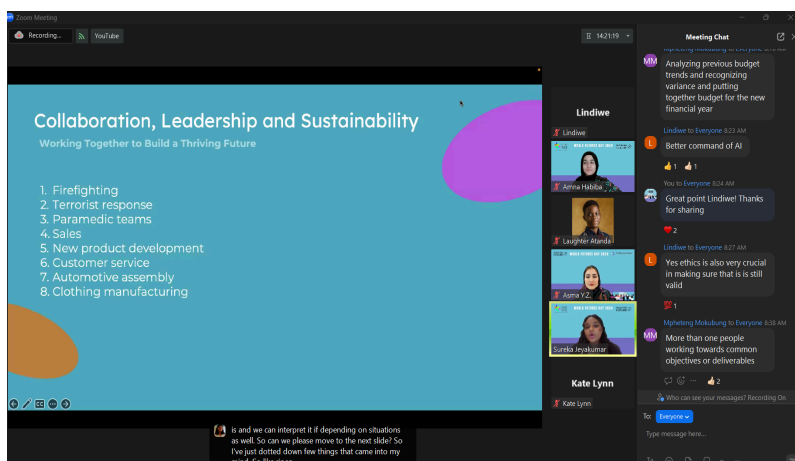 Zoom Meeting
Recording...
YouTube
14:21:19
Collaboration, Leadership and Sustainability
Working Together to Build a Thriving Future
1. Firefighting
2. Terrorist response
3. Paramedic teams
4. Sales
5. New product development
6. Customer service
7. Automotive assembly
8. Clothing manufacturing
is and we can interpret it if depending on situations
as well. So can we please move to the next slide? So
I've just dotted down few things that came into my
Lindiwe
Lindiwe
Amna Habiba
Laughter Atanda
Asma Y.Z.
Sureka Jeyakumar
Kate Lynn
Kate Lynn
Meeting Chat
MM
Analyzing previous budget
trends and recognizing
variance and putting
together budget for the new
financial year
Lindiwe to Everyone 8:23 AM
L
Better command of AI
1
1
You to Everyone 8:24 AM
Great point Lindiwe! Thanks
for sharing
2
Lindiwe to Everyone 8:27 AM
L
Yes ethics is also very crucial
in making sure that is is still
valid
1
Mpheteng Mokubung to Everyone 8:38 AM
MM
More than one people
working towards common
objectives or deliverables
2
Who can see your messages? Recording On
To: Everyone
Type message here...